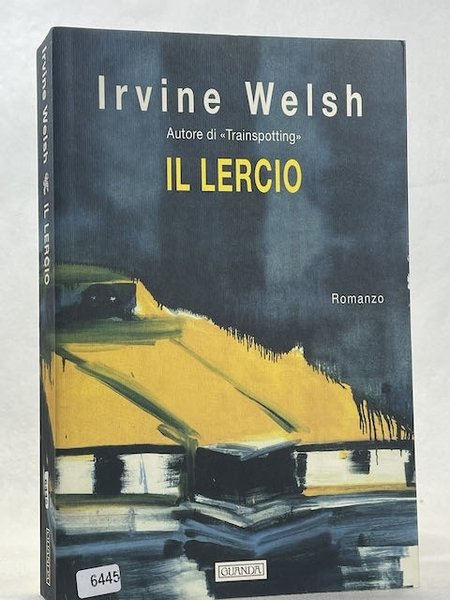 Irvine Welsh
Autore di «Trainspotting»
IL LERCIO
Romanzo
GUANDA
Irvine Welsh IL LERCIO
6445